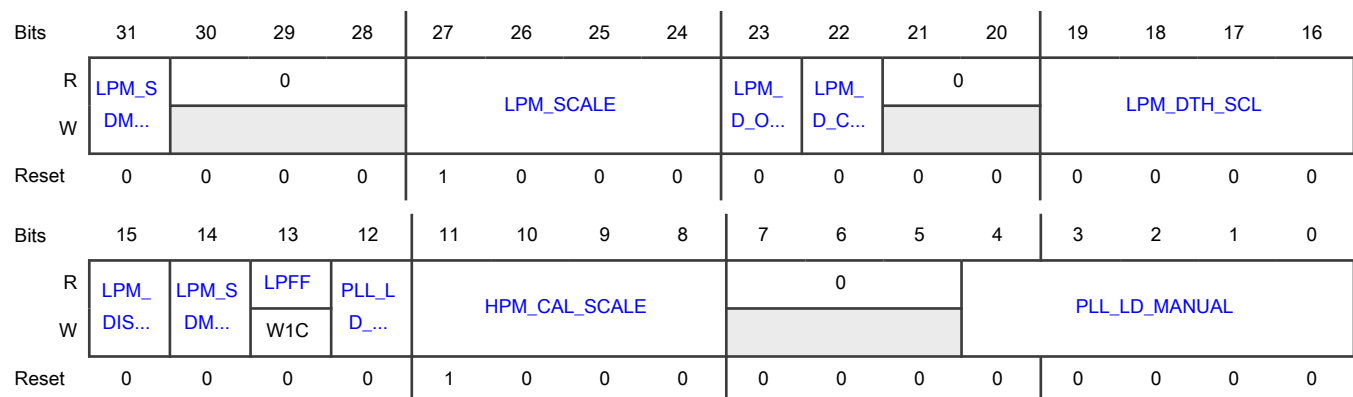 Bits 31 30 29 28 27 26 25 24 23 22 21 20 19 18 17 16
R LPM_S 0 LPM_SCALE LPM_ LPM_ 0 LPM_DTH_SCL
W DM... D_O... D_C...
Reset 0 0 0 0 1 0 0 0 0 0 0 0 0 0 0 0
Bits 15 14 13 12 11 10 9 8 7 6 5 4 3 2 1 0
R LPM_ LPM_S LPFF PLL_L HPM_CAL_SCALE 0 PLL_LD_MANUAL
W DIS... DM... W1C D_...
Reset 0 0 0 0 1 0 0 0 0 0 0 0 0 0 0 0